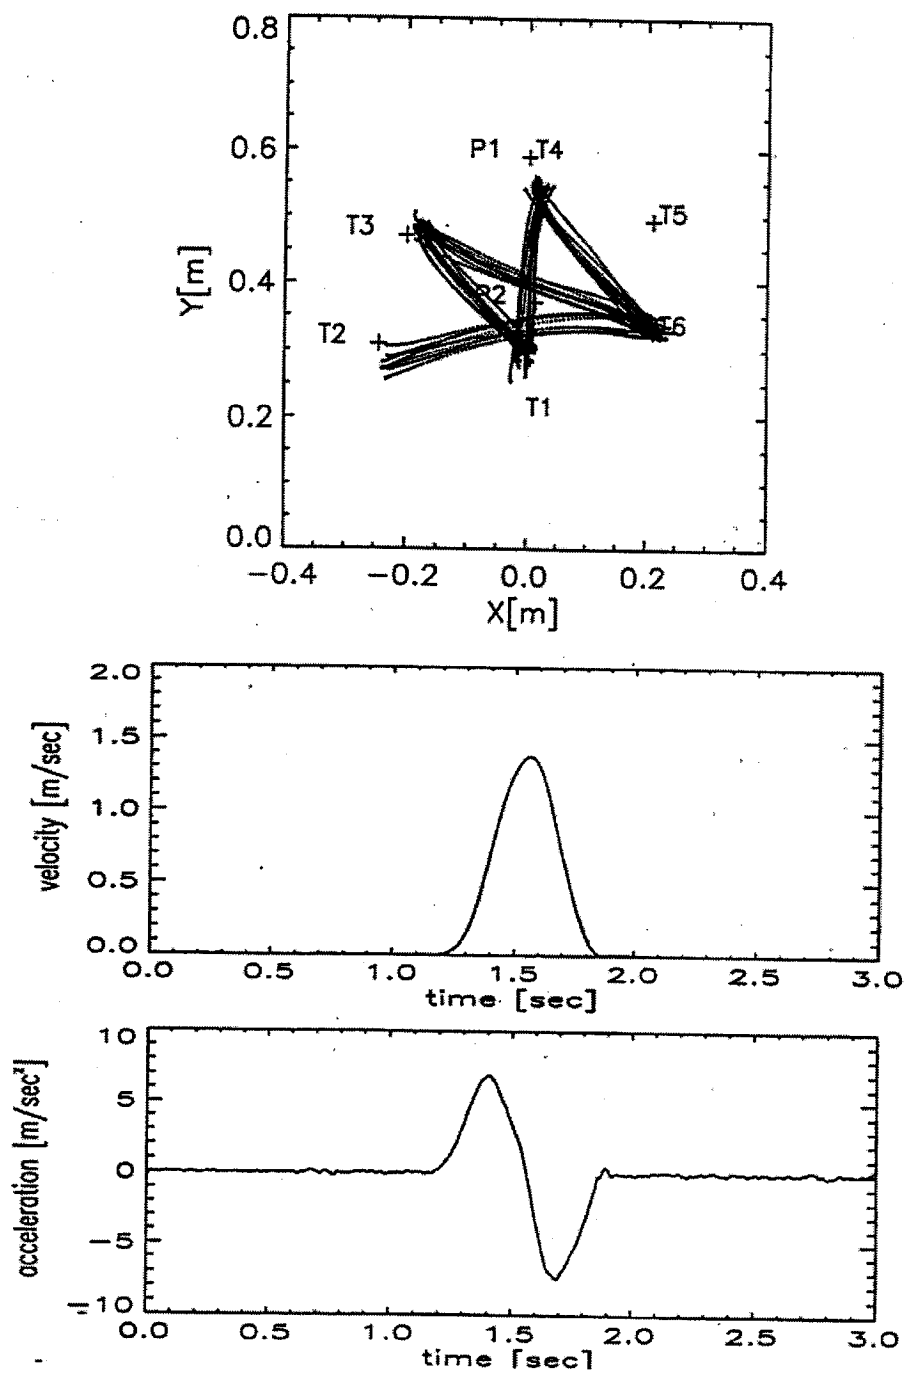 0.8
P1 T4
0.6
T3 T5
Y[m]
0.4
P2
T2 T6
0.2 T1
0.0
−0.4 −0.2 0.0 0.2 0.4
X[m]
2.0
1.5
velocity [m/sec]
1.0
0.5
0.0
0.0 0.5 1.0 1.5 2.0 2.5 3.0
time [sec]
10
5
acceleration [m/sec²]
0
−5
−10
0.0 0.5 1.0 1.5 2.0 2.5 3.0
time [sec]